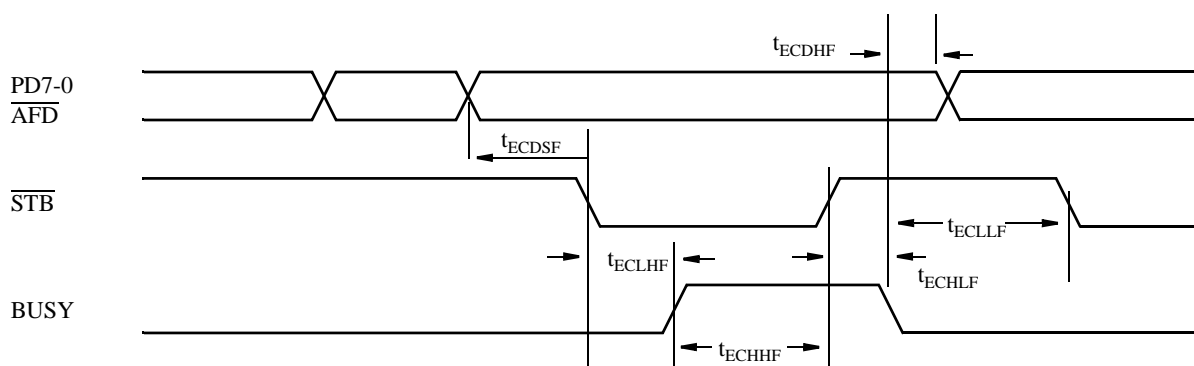 tECDHF
PD7-0
AFD
tECDSF
STB
tECLLF
tECLHF
tECHLF
BUSY
tECHHF